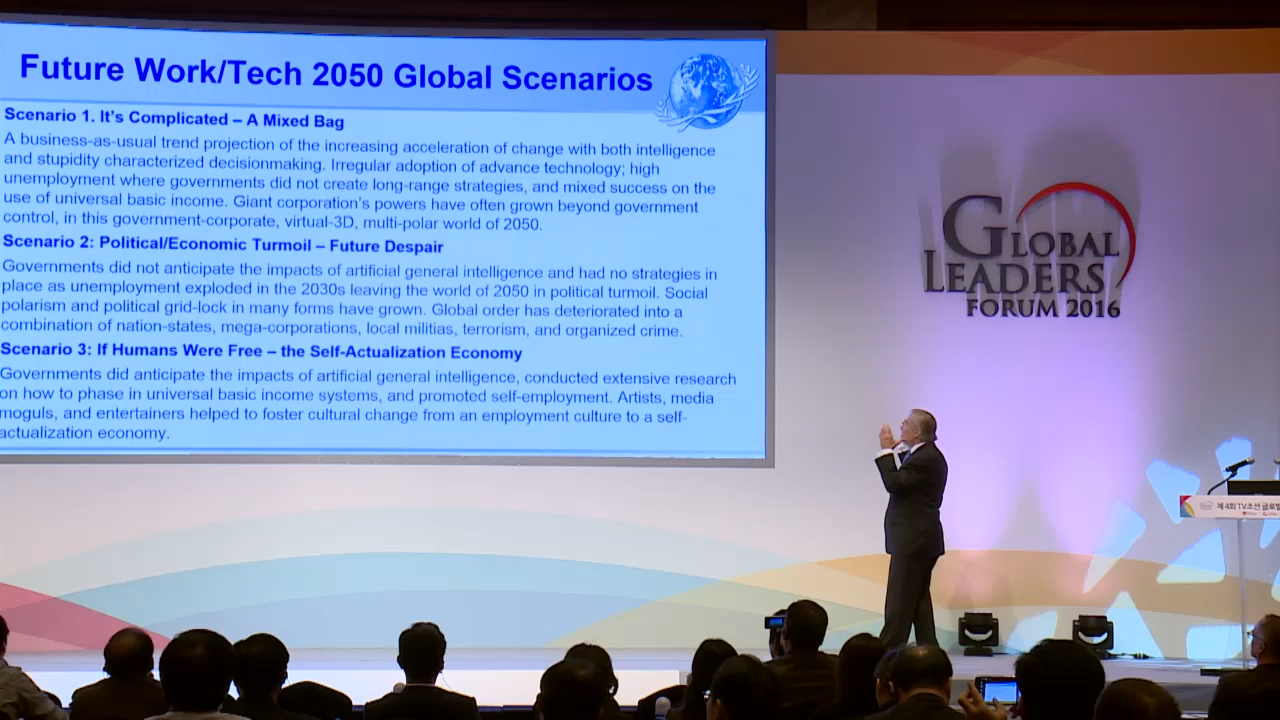 Future Work/Tech 2050 Global Scenarios
Scenario 1. It's Complicated – A Mixed Bag
A business-as-usual trend projection of the increasing acceleration of change with both intelligence
and stupidity characterized decisionmaking. Irregular adoption of advance technology; high
unemployment where governments did not create long-range strategies, and mixed success on the
use of universal basic income. Giant corporation's powers have often grown beyond government
control, in this government-corporate, virtual-3D, multi-polar world of 2050.
Scenario 2: Political/Economic Turmoil – Future Despair
Governments did not anticipate the impacts of artificial general intelligence and had no strategies in
place as unemployment exploded in the 2030s leaving the world of 2050 in political turmoil. Social
polarism and political grid-lock in many forms have grown. Global order has deteriorated into a
combination of nation-states, mega-corporations, local militias, terrorism, and organized crime.
Scenario 3: If Humans Were Free – the Self-Actualization Economy
Governments did anticipate the impacts of artificial general intelligence, conducted extensive research
on how to phase in universal basic income systems, and promoted self-employment. Artists, media
moguls, and entertainers helped to foster cultural change from an employment culture to a self-
actualization economy.
GLOBAL
LEADERS
FORUM 2016
제4회 TV조선 글로벌